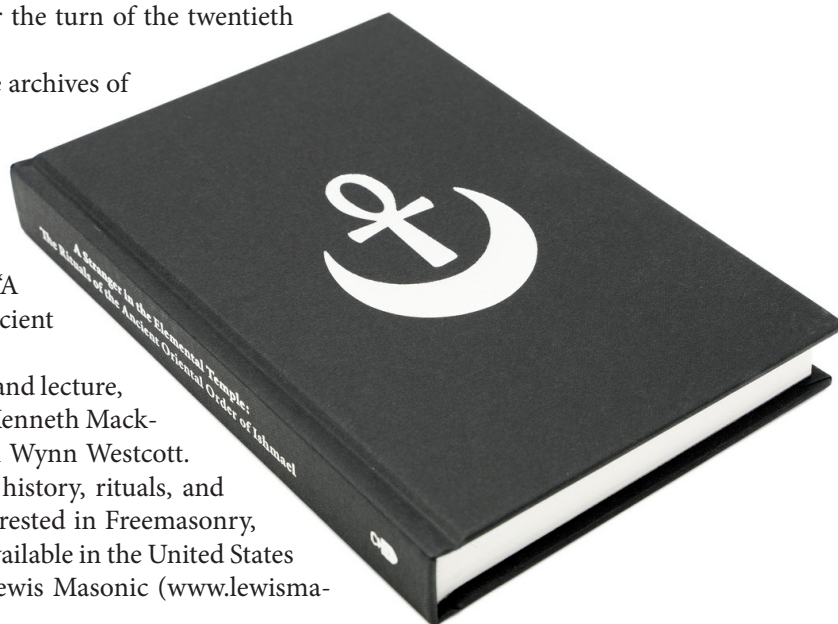 r the turn of the twentieth
e archives of
“A
cient
and lecture,
Kenneth Mack-
Wynn Westcott.
history, rituals, and
rested in Freemasonry,
vailable in the United States
ewis Masonic (www.lewisma-
A Stranger in the Elemental Temple:
The Rituals of the Ancient Oriental Order of Ishmael